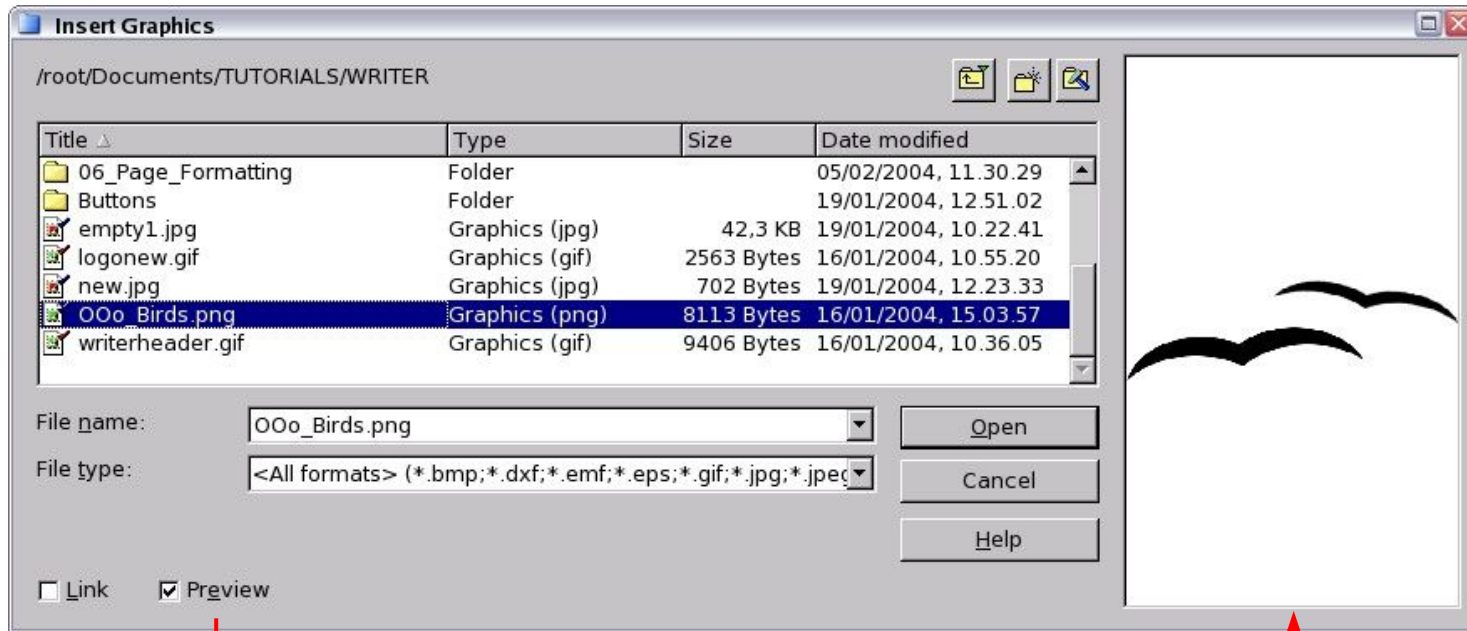 Insert Graphics
/root/Documents/TUTORIALS/WRITER
Title Type Size Date modified
06_Page_Formatting Folder 05/02/2004, 11.30.29
Buttons Folder 19/01/2004, 12.51.02
empty1.jpg Graphics (jpg) 42,3 KB 19/01/2004, 10.22.41
logonew.gif Graphics (gif) 2563 Bytes 16/01/2004, 10.55.20
new.jpg Graphics (jpg) 702 Bytes 19/01/2004, 12.23.33
OOo_Birds.png Graphics (png) 8113 Bytes 16/01/2004, 15.03.57
writerheader.gif Graphics (gif) 9406 Bytes 16/01/2004, 10.36.05
File name: OOo_Birds.png Open
File type: <All formats> (*.bmp;*.dxf;*.emf;*.eps;*.gif;*.jpg;*.jpeg
Cancel
Help
Link Preview